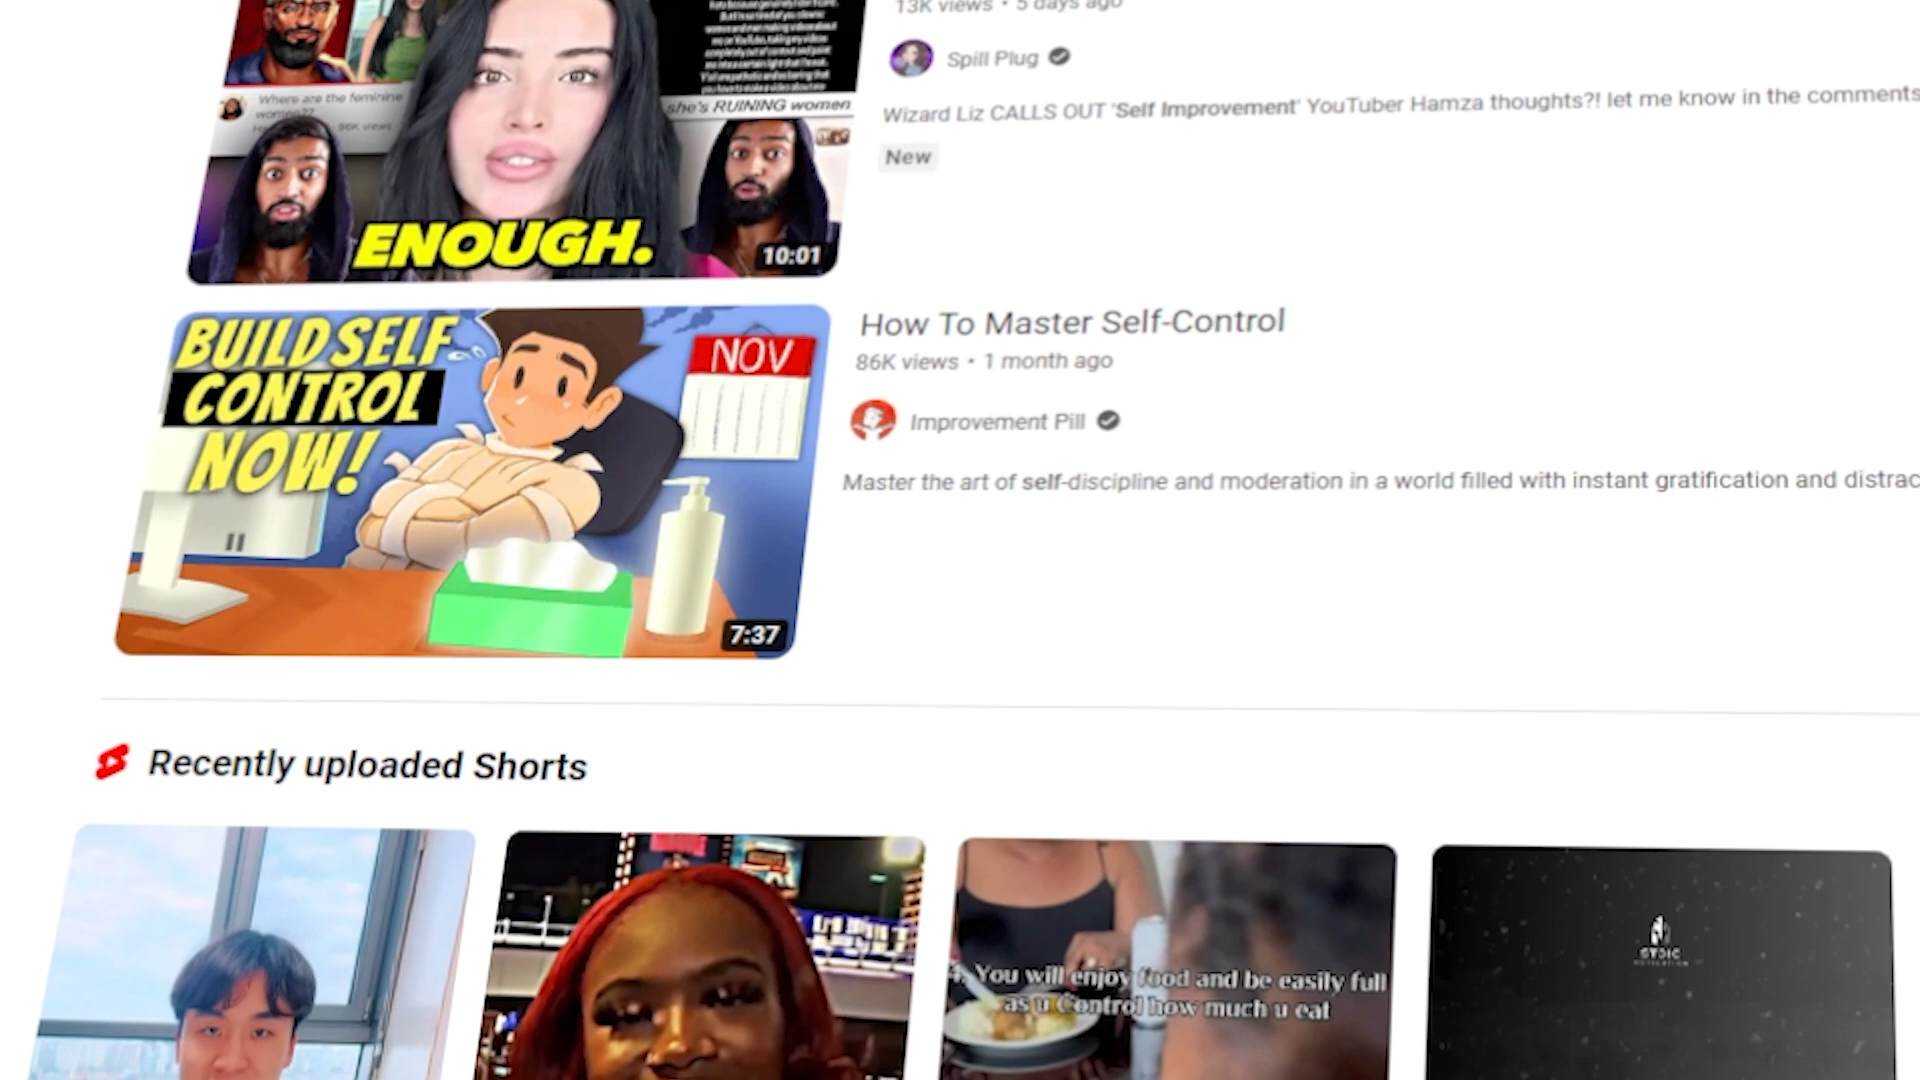 13K views • 5 days ago
Spill Plug
Wizard Liz CALLS OUT 'Self Improvement' YouTuber Hamza thoughts?! let me know in the comments
New
Where are the feminine
women??
86K views
she's RUINING women
ENOUGH.
10:01
BUILD SELF
CONTROL
NOW!
NOV
7:37
How To Master Self-Control
86K views • 1 month ago
Improvement Pill
Master the art of self-discipline and moderation in a world filled with instant gratification and distrac
Recently uploaded Shorts
You will enjoy food and be easily full
as u Control how much u eat